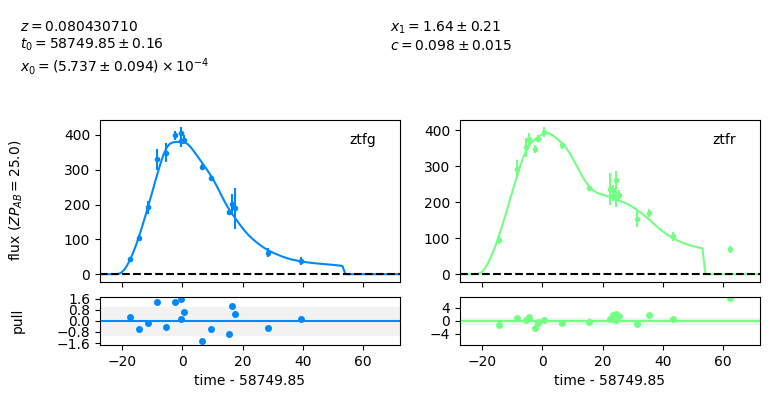 z = 0.080430710
t₀ = 58749.85 ± 0.16
x₀ = (5.737 ± 0.094) × 10⁻⁴
x₁ = 1.64 ± 0.21
c = 0.098 ± 0.015
flux (ZP_AB = 25.0)
400
300
200
100
0
ztfg
400
300
200
100
0
ztfr
pull
1.6
0.8
0.0
−0.8
−1.6
−20
0
20
40
60
time - 58749.85
4
0
−4
−20
0
20
40
60
time - 58749.85